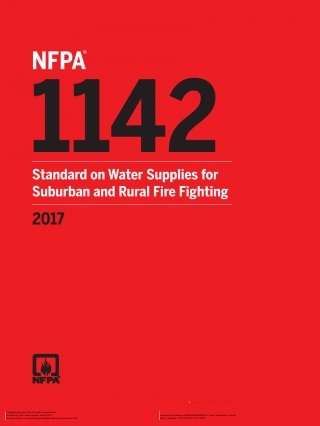 NFPA®
1142
Standard on Water Supplies for
Suburban and Rural Fire Fighting
2017
NFPA®